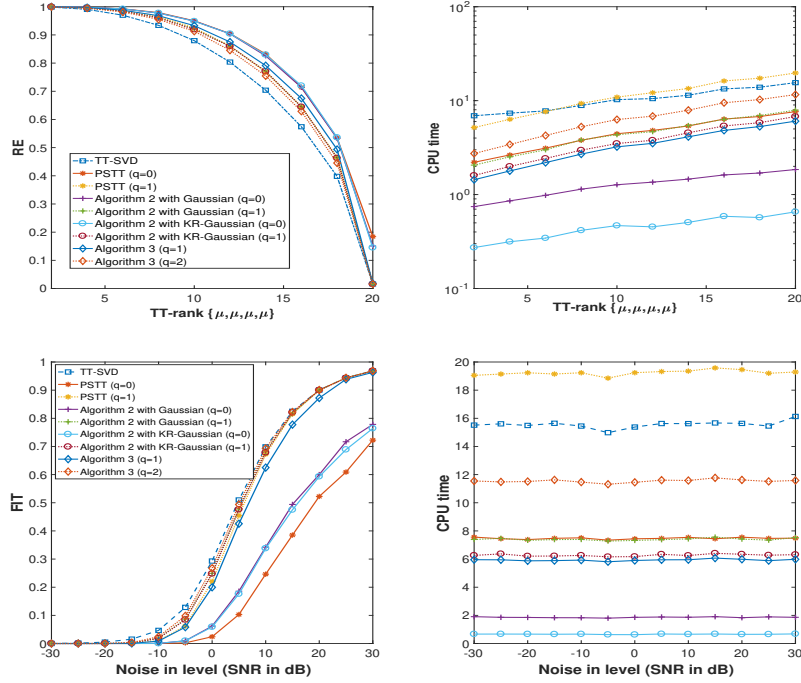 1
0.9
0.8
0.7
0.6
0.5
0.4
0.3
0.2
0.1
0
RE
TT-SVD
PSTT (q=0)
PSTT (q=1)
Algorithm 2 with Gaussian (q=0)
Algorithm 2 with Gaussian (q=1)
Algorithm 2 with KR-Gaussian (q=0)
Algorithm 2 with KR-Gaussian (q=1)
Algorithm 3 (q=1)
Algorithm 3 (q=2)
5 10 15 20
TT-rank {μ,μ,μ,μ}
10²
10¹
10⁰
10⁻¹
CPU time
5 10 15 20
TT-rank {μ,μ,μ,μ}
1
0.9
0.8
0.7
0.6
0.5
0.4
0.3
0.2
0.1
0
FIT
TT-SVD
PSTT (q=0)
PSTT (q=1)
Algorithm 2 with Gaussian (q=0)
Algorithm 2 with Gaussian (q=1)
Algorithm 2 with KR-Gaussian (q=0)
Algorithm 2 with KR-Gaussian (q=1)
Algorithm 3 (q=1)
Algorithm 3 (q=2)
-30 -20 -10 0 10 20 30
Noise in level (SNR in dB)
20
18
16
14
12
10
8
6
4
2
0
CPU time
-30 -20 -10 0 10 20 30
Noise in level (SNR in dB)